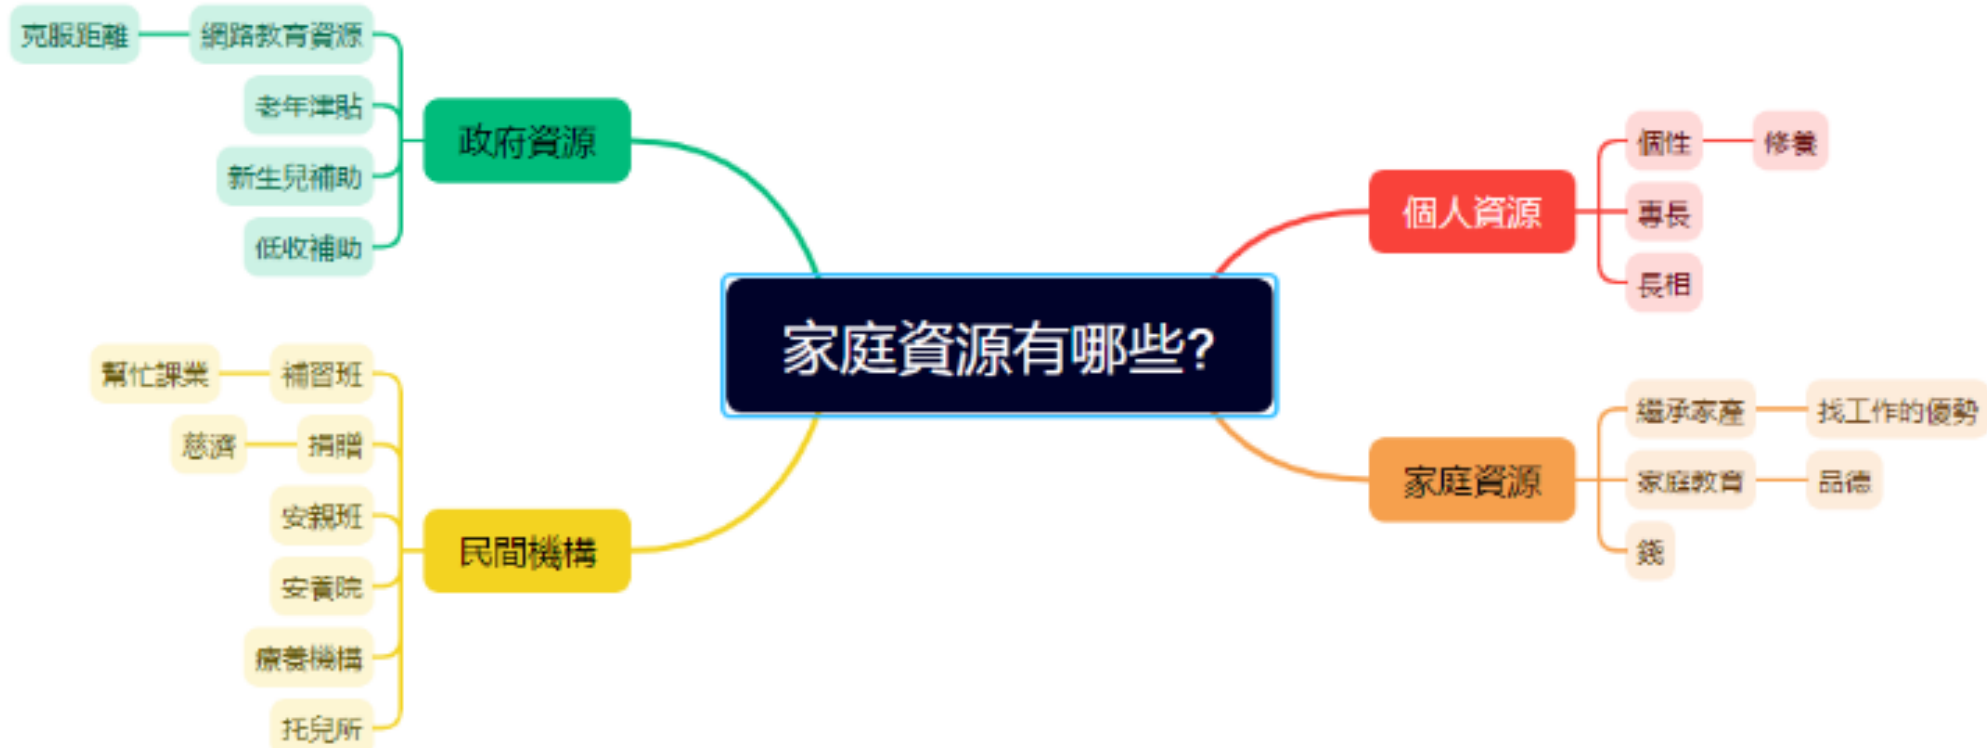 家庭資源有哪些?
個人資源
個性
修養
專長
長相
家庭資源
繼承家產
找工作的優勢
家庭教育
品德
錢
政府資源
網路教育資源
克服距離
老年津貼
新生兒補助
低收補助
民間機構
補習班
幫忙課業
捐贈
慈濟
安親班
安養院
療養機構
托兒所